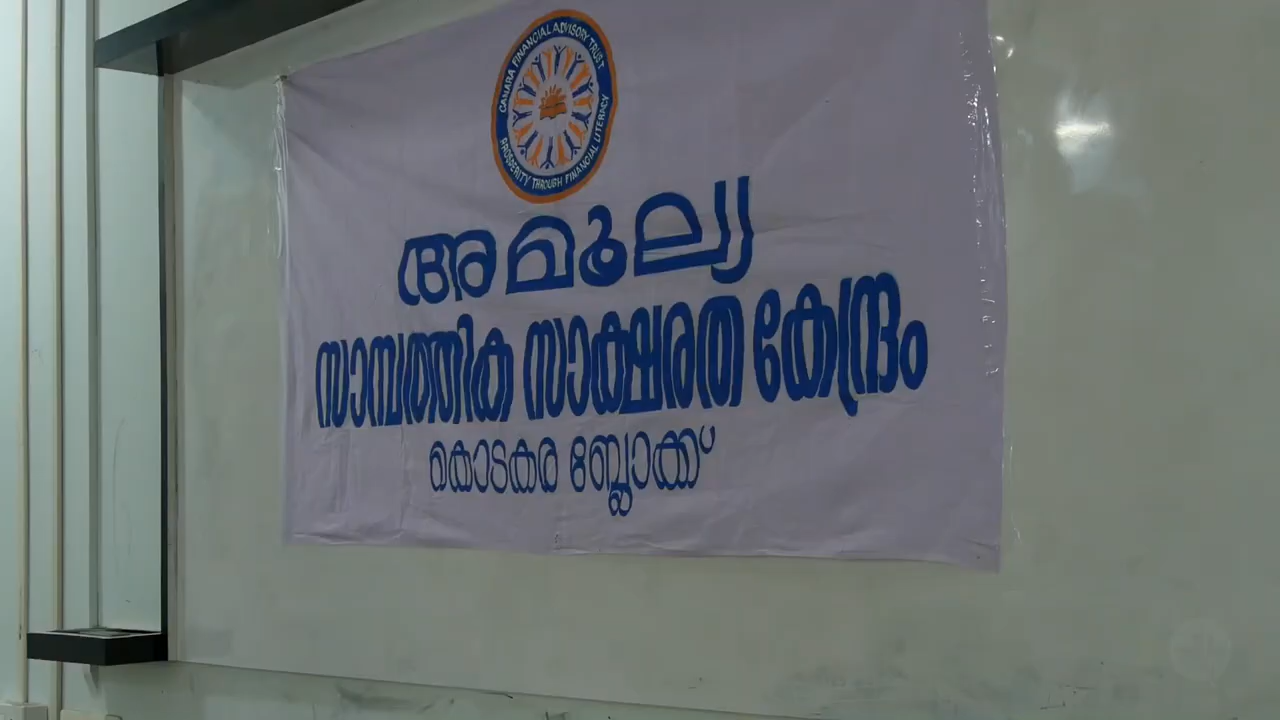 CANARA FINANCIAL ADVISORY TRUST
PROSPERITY THROUGH FINANCIAL LITERACY
അമൂല്യ
സാമ്പത്തിക സാക്ഷരത കേന്ദ്രം
കൊടകര ബ്ലോക്ക്